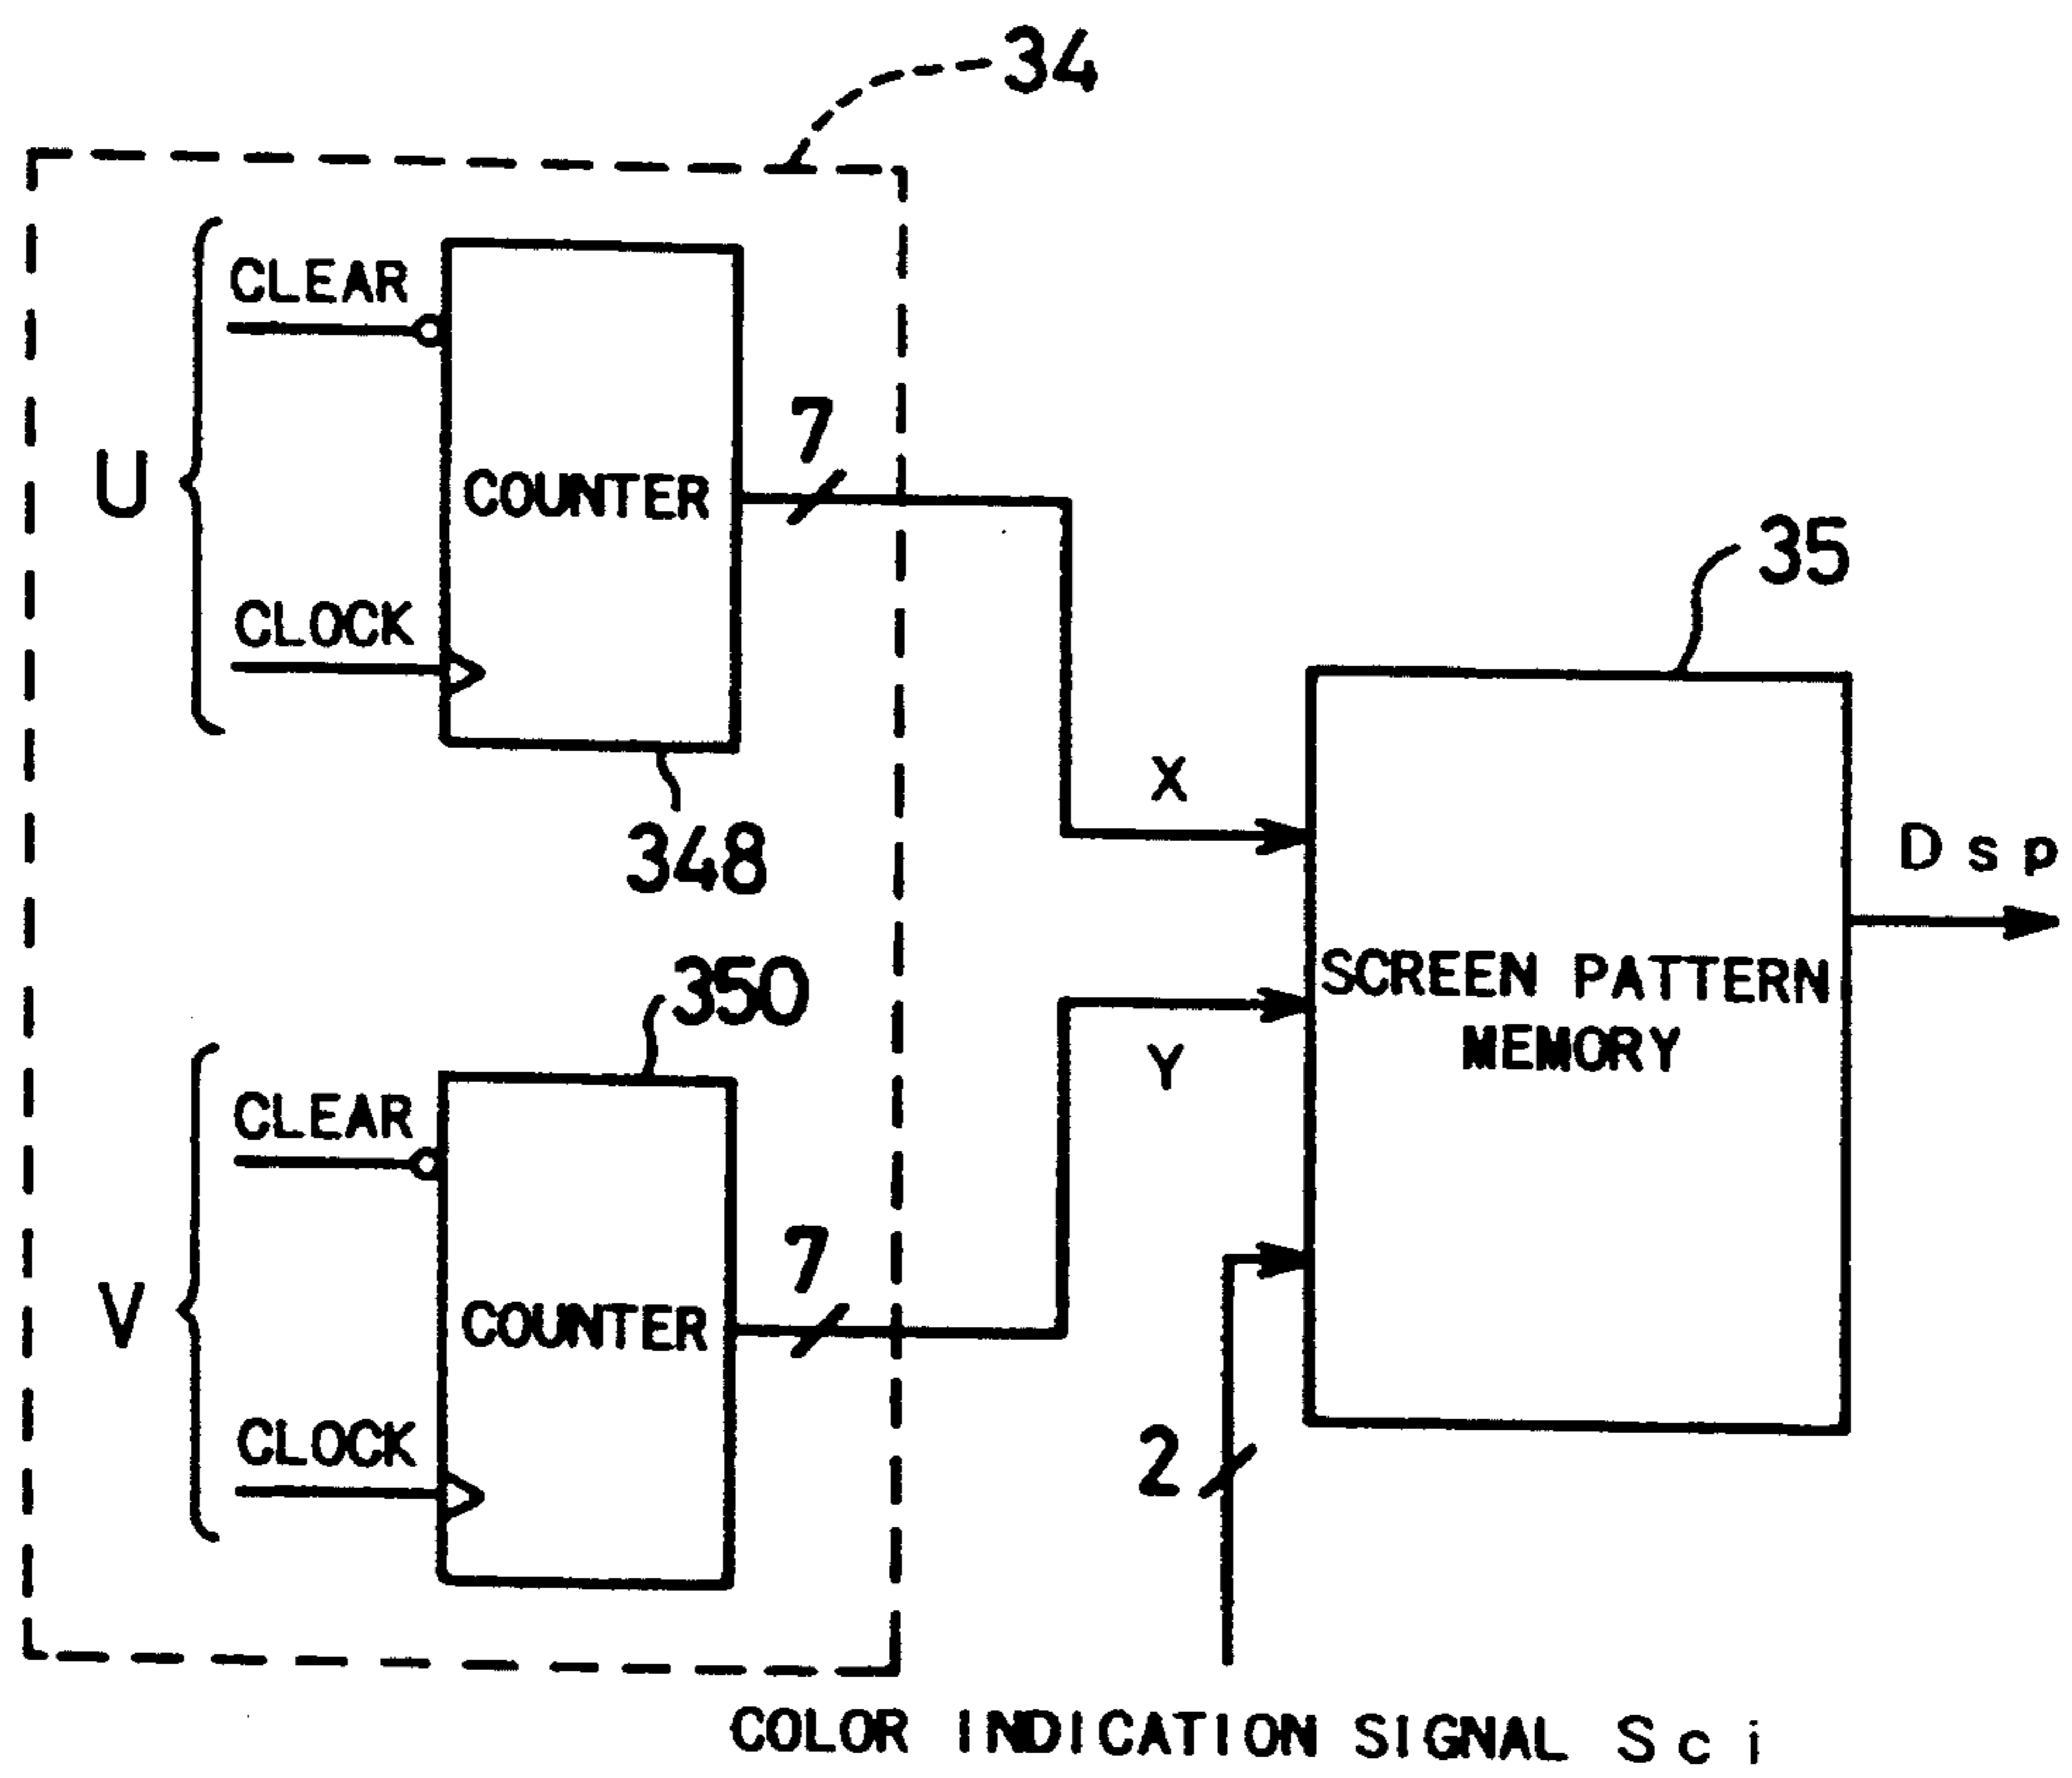 34
CLEAR
U
7
COUNTER
35
CLOCK
X
348
Dsp
350
SCREEN PATTERN
MEMORY
Y
CLEAR
7
V
COUNTER
CLOCK
2
COLOR INDICATION SIGNAL Sci